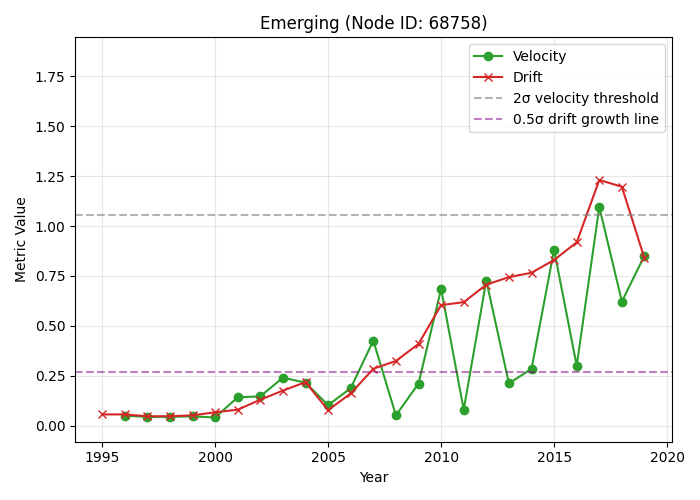 Emerging (Node ID: 68758)
Velocity
Drift
2σ velocity threshold
0.5σ drift growth line
Metric Value
1.75
1.50
1.25
1.00
0.75
0.50
0.25
0.00
1995
2000
2005
2010
2015
2020
Year